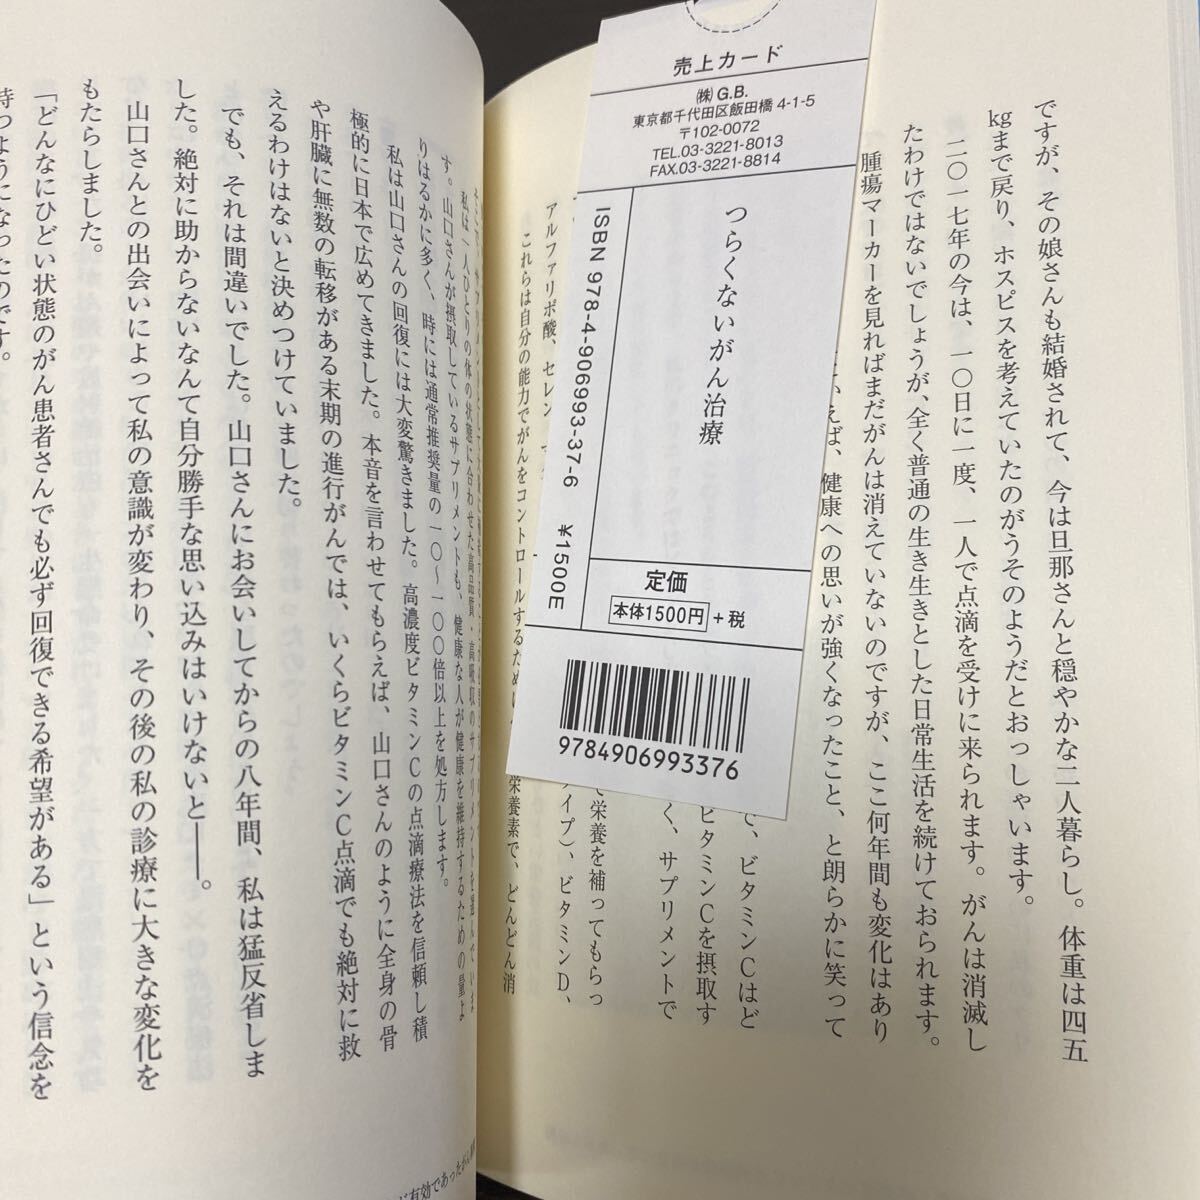 ですが、その娘さんも結婚されて、今は旦那さんと穏やかな二人暮らし。体重は四五
kgまで戻り、ホスピスを考えていたのがうそのようだとおっしゃいます。
二〇一七年の今は、一〇日に一度、一人で点滴を受けに来られます。がんは消滅し
たわけではないでしょうが、全く普通の生き生きとした日常生活を続けておられます。
腫瘍マーカーを見ればまだがんは消えていないのですが、ここ何年間も変化はあり
えば、健康への思いが強くなったこと、と朗らかに笑って
で、ビタミンCはど
ビタミンCを摂取す
く、サプリメントで
で栄養を補ってもらっ
イプ）、ビタミンD、
アルファリポ酸、セレン
これらは自分の能力でがんをコントロールするために
栄養素で、どんどん消
売上カード
㈱G.B.
東京都千代田区飯田橋 4-1-5
〒102-0072
TEL.03-3221-8013
FAX.03-3221-8814
つらくないがん治療
ISBN 978-4-906993-37-6
¥1500E
定価
本体1500円 +税
9784906993376
私は一人ひとりの体の状態に合わせた高品質・高吸収のサプリメントを選んでいま
す。山口さんが摂取しているサプリメントも、健康な人が健康を維持するための量よ
りはるかに多く、時には通常推奨量の一〇～一〇〇倍以上を処方します。
私は山口さんの回復には大変驚きました。高濃度ビタミンCの点滴療法を信頼し積
極的に日本で広めてきました。本音を言わせてもらえば、山口さんのように全身の骨
や肝臓に無数の転移がある末期の進行がんでは、いくらビタミンC点滴でも絶対に救
えるわけはないと決めつけていました。
でも、それは間違いでした。山口さんにお会いしてからの八年間、私は猛反省しま
した。絶対に助からないなんて自分勝手な思い込みはいけないと――。
山口さんとの出会いによって私の意識が変わり、その後の私の診療に大きな変化を
もたらしました。
「どんなにひどい状態のがん患者さんでも必ず回復できる希望がある」という信念を
持つようになったのです。
有効であったがん